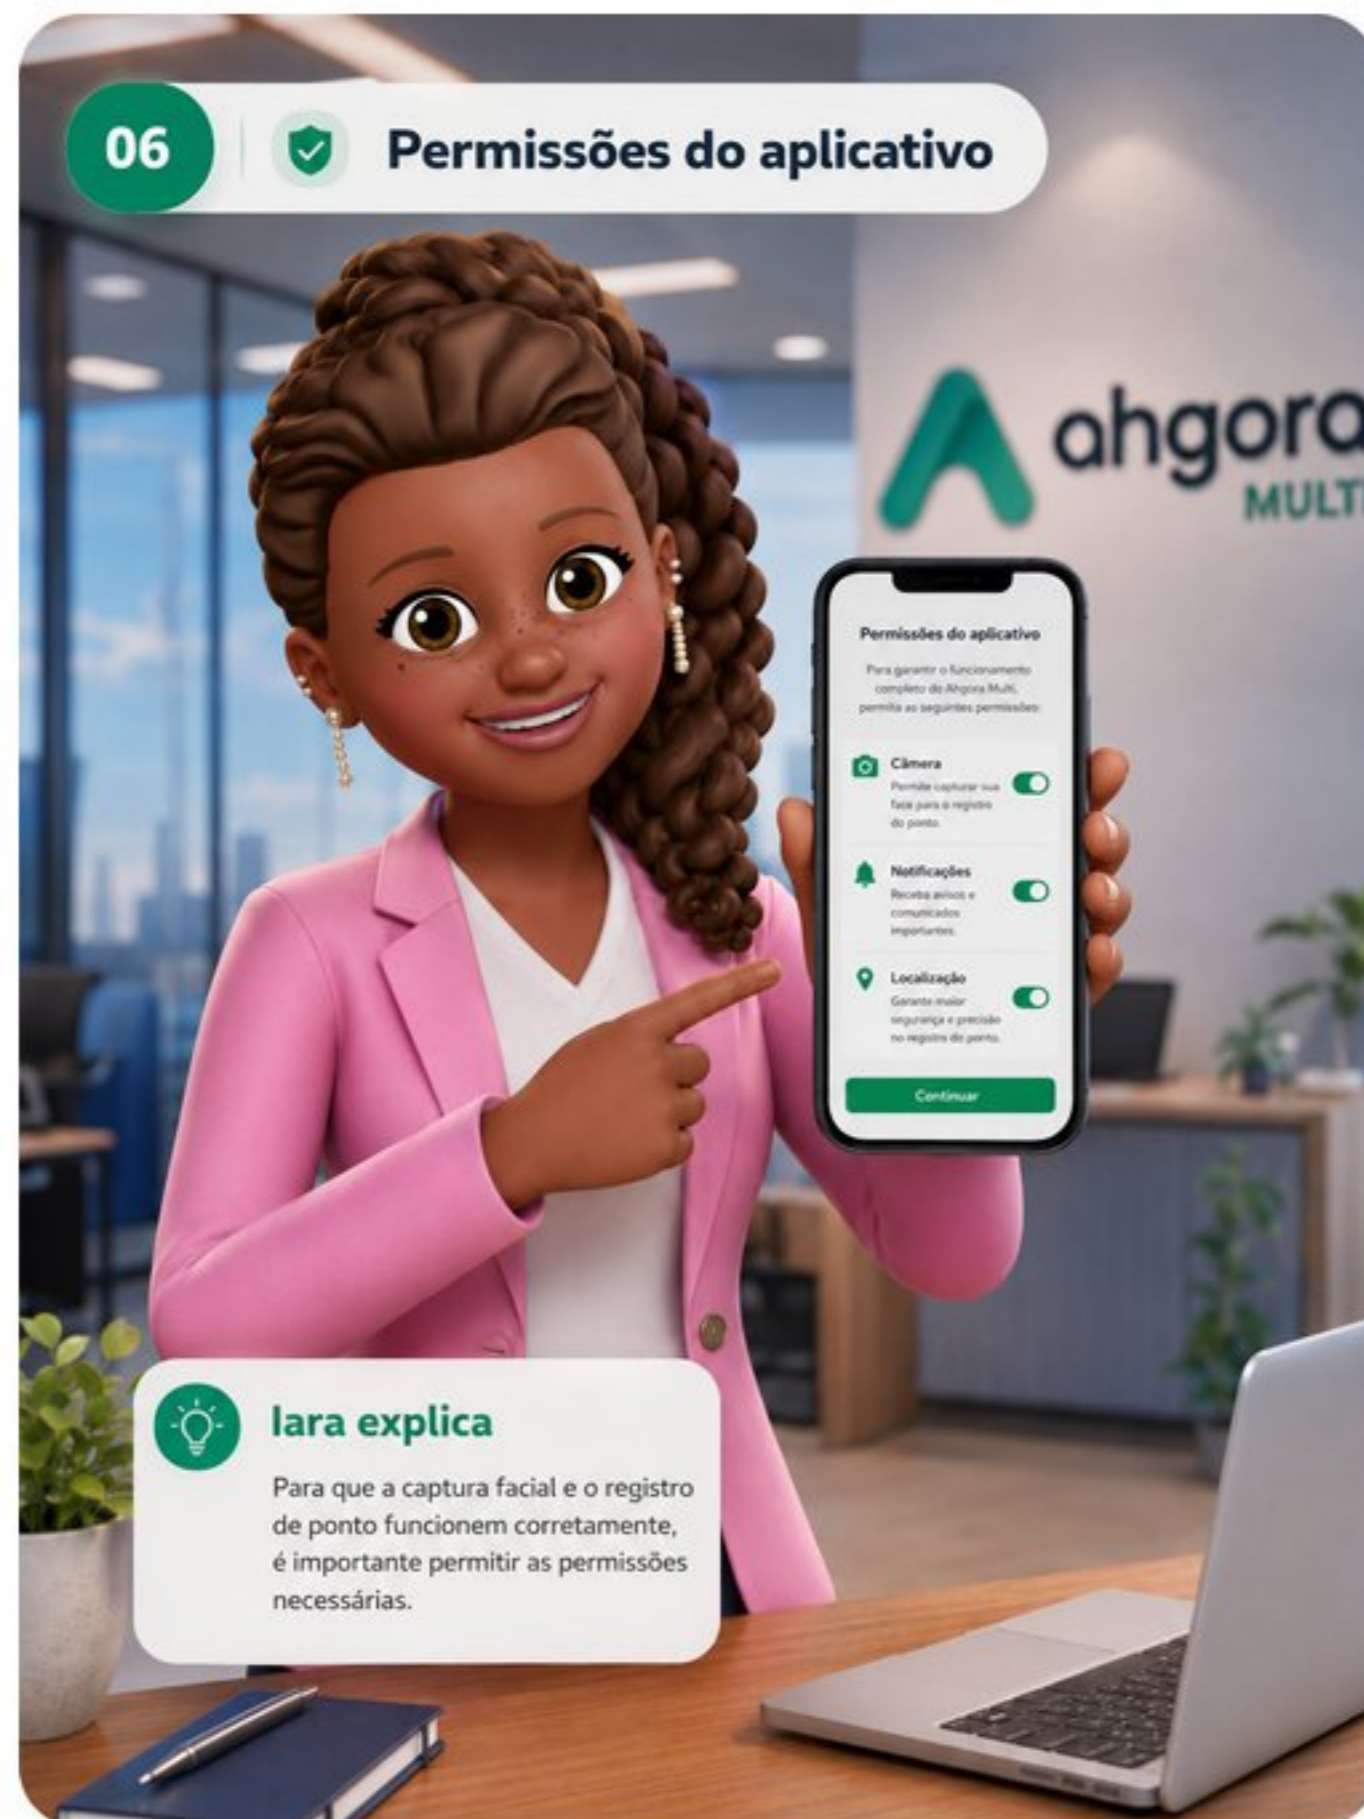 06
Permissões do aplicativo
ahgora
MULTI
Permissões do aplicativo
Para garantir o funcionamento
completo do Ahgora Multi,
permita as seguintes permissões:
Câmera
Permite capturar sua
face para o registro
do ponto.
Notificações
Receba avisos e
comunicados
importantes.
Localização
Garante maior
segurança e precisão
no registro do ponto.
Continuar
Iara explica
Para que a captura facial e o registro
de ponto funcionem corretamente,
é importante permitir as permissões
necessárias.